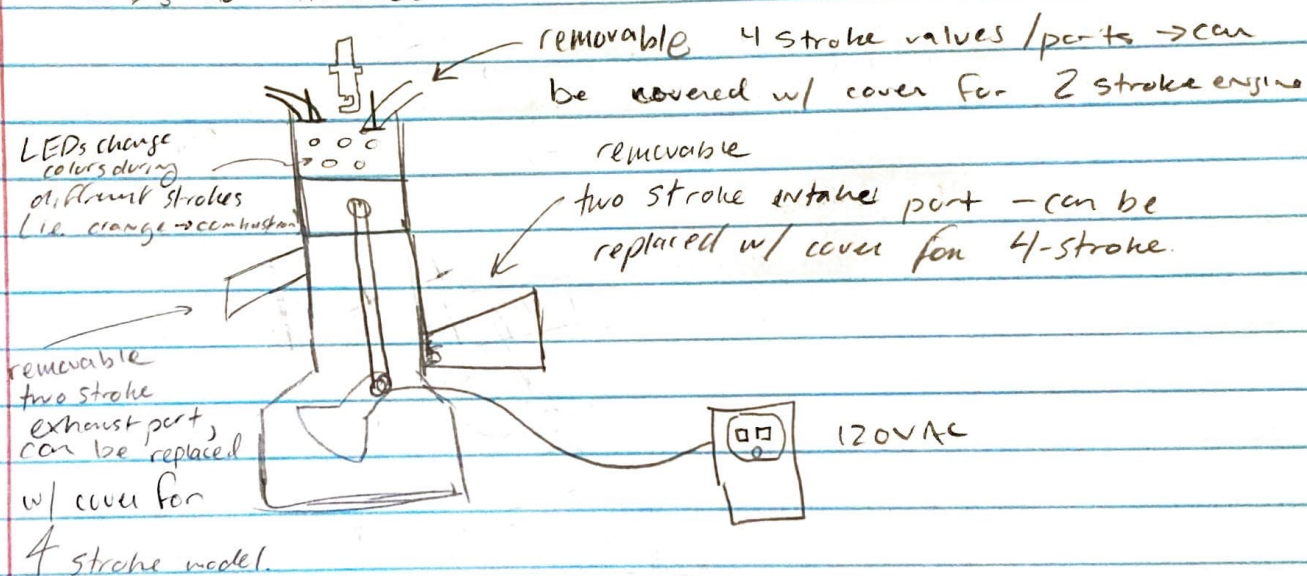 removable 4 stroke valves/ports → can
be covered w/ cover for 2 stroke engine
LEDs change
colors during
different strokes
(i.e. orange → combustion
removable
two stroke intake port - can be
replaced w/ cover for 4-stroke.
removable
two stroke
exhaust port,
can be replaced
w/ cover for
4 stroke model.
120VAC